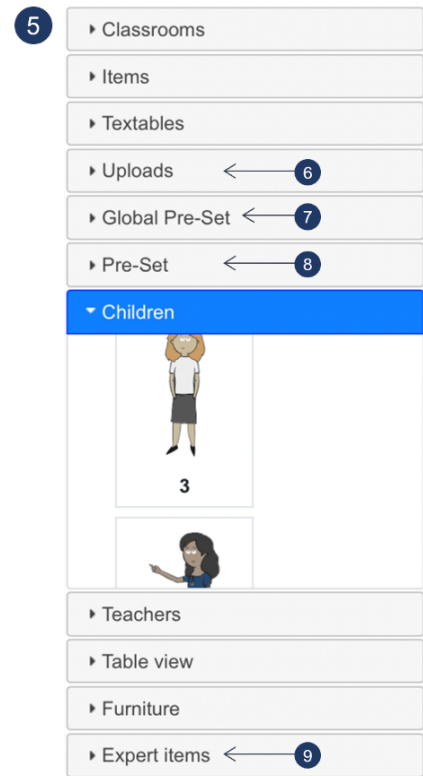 5
Classrooms
Items
Textables
Uploads 6
Global Pre-Set 7
Pre-Set 8
Children
3
Teachers
Table view
Furniture
Expert items 9